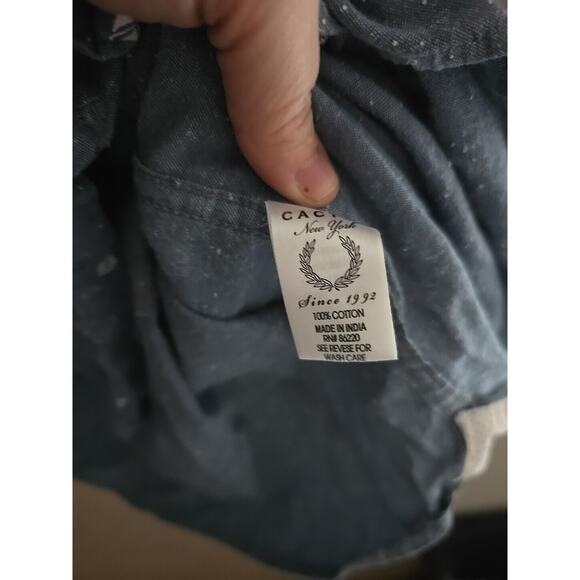 New York
Since 1992
100% COTTON
MADE IN INDIA
RN# 86220
SEE REVESE FOR
WASH CARE